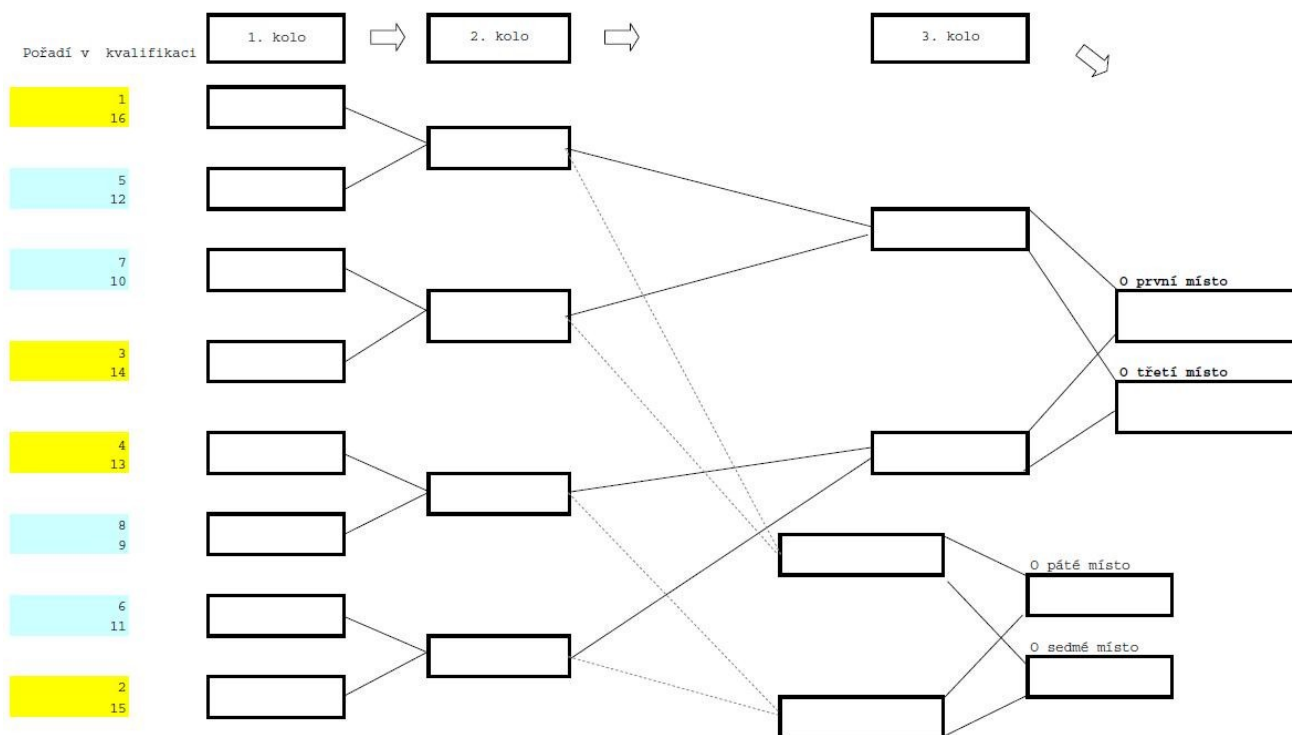 1. kolo
2. kolo
3. kolo
Pořadí v kvalifikaci
1
16
5
12
7
10
O první místo
3
14
O třetí místo
4
13
8
9
O páté místo
6
11
O sedmé místo
2
15